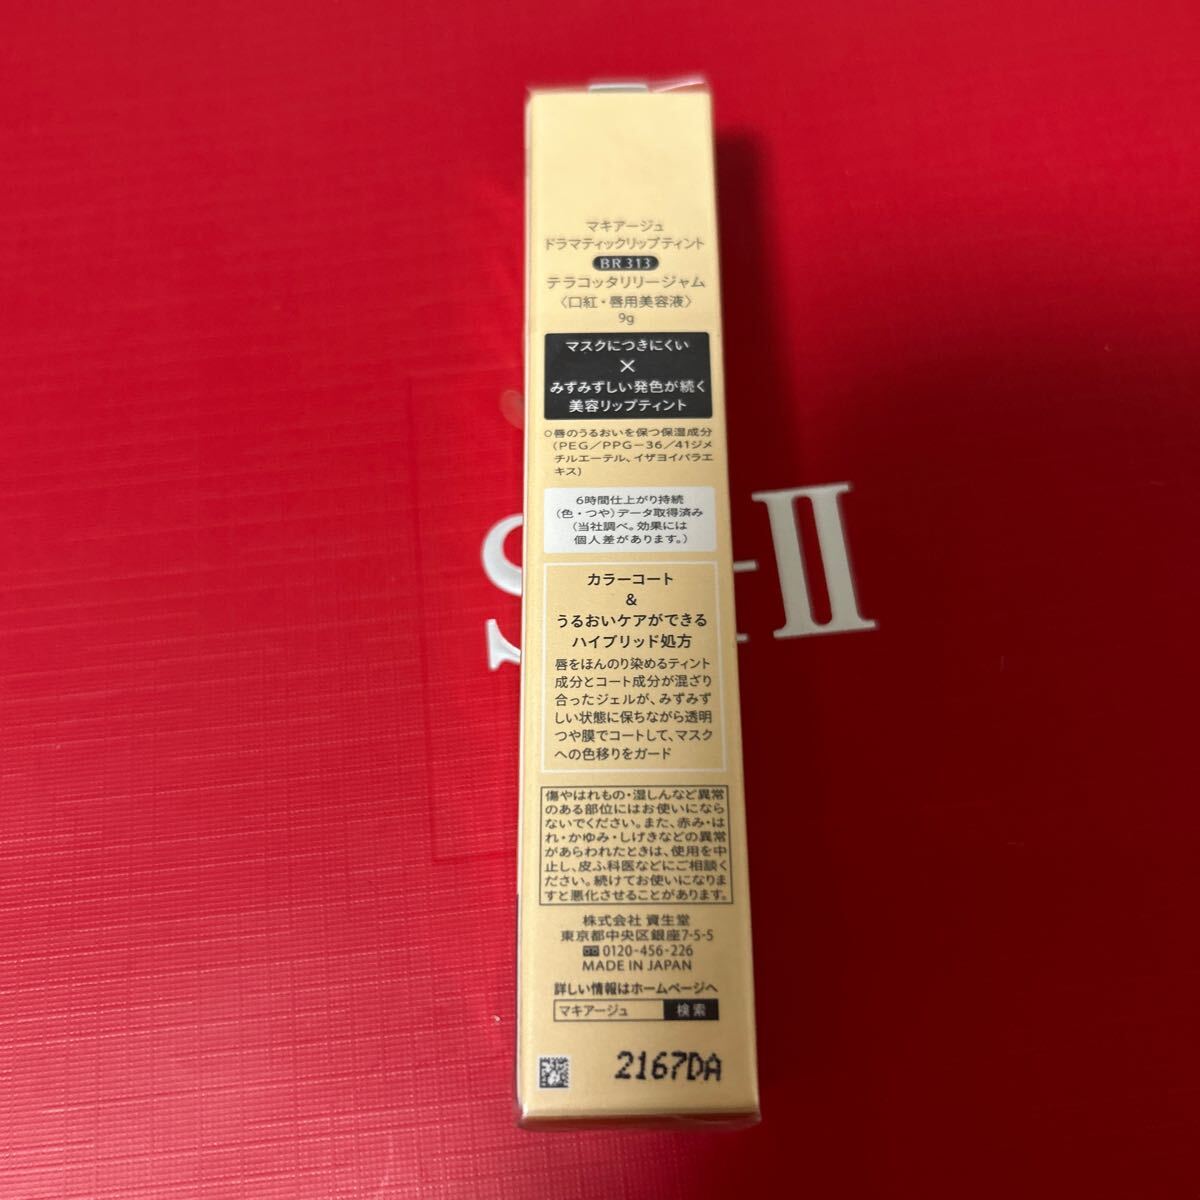 マキアージュ
ドラマティックリップティント
BR313
テラコッタリリージャム
〈口紅・唇用美容液〉
9g
マスクにつきにくい
×
みずみずしい発色が続く
美容リップティント
○唇のうるおいを保つ保湿成分
(PEG/PPG-36/41ジメ
チルエーテル、イザヨイバラエ
キス)
6時間仕上がり持続
(色・つや)データ取得済み
(当社調べ。効果には
個人差があります。)
カラーコート
&
うるおいケアができる
ハイブリッド処方
唇をほんのり染めるティント
成分とコート成分が混ざり
合ったジェルが、みずみず
しい状態に保ちながら透明
つや膜でコートして、マスク
への色移りをガード
傷やはれもの・湿しんなど異常
のある部位にはお使いになら
ないでください。また、赤み・は
れ・かゆみ・しげきなどの異常
があらわれたときは、使用を中
止し、皮ふ科医などにご相談く
ださい。続けてお使いになりま
すと悪化させることがあります。
株式会社 資生堂
東京都中央区銀座7-5-5
0120-456-226
MADE IN JAPAN
詳しい情報はホームページへ
マキアージュ 検索
2167DA